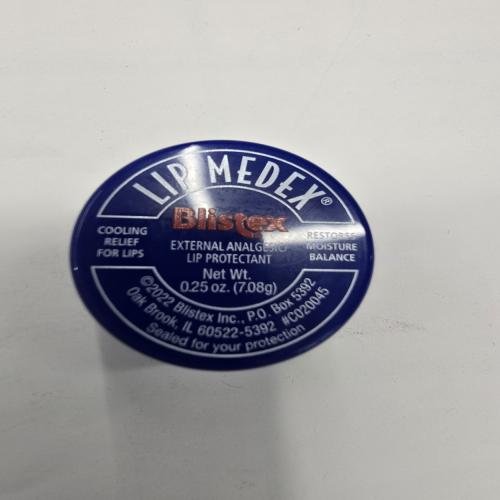 LIP MEDEX®
Blistex
COOLING
RELIEF
FOR LIPS
EXTERNAL ANALGESIC
LIP PROTECTANT
RESTORES
MOISTURE
BALANCE
Net Wt.
0.25 oz. (7.08g)
©2022 Blistex Inc., P.O. Box 5392
Oak Brook, IL 60522-5392 #C020045
Sealed for your protection